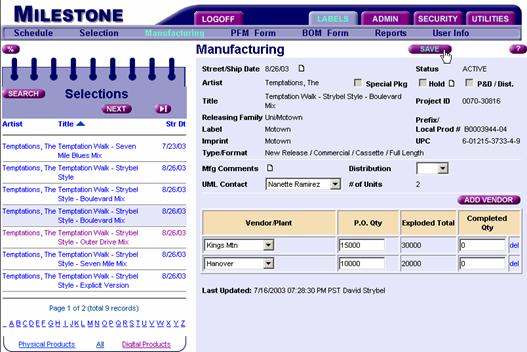 MILESTONE
LOGOFF LABELS ADMIN SECURITY UTILITIES
Schedule Selection Manufacturing PFM Form BOM Form Reports User Info
% Manufacturing SAVE ?
SEARCH Selections
NEXT
Artist Title Str Dt
Temptations, The Temptation Walk - Seven Mile Blues Mix 7/23/03
Temptations, The Temptation Walk - Strybel Style 8/26/03
Temptations, The Temptation Walk - Strybel Style - Boulevard Mix 8/26/03
Temptations, The Temptation Walk - Strybel Style - Boulevard Mix 8/26/03
Temptations, The Temptation Walk - Strybel Style - Outer Drive Mix 8/26/03
Temptations, The Temptation Walk - Strybel Style - Seven Mile Mix 8/26/03
Temptations, The Temptation Walk - Strybel Style - Explicit Version 8/26/03
Page 1 of 2 (total 9 records)
A B C D E F G H I J K L M N O P Q R S T U V W X Y Z
Physical Products All Digital Products
Street/Ship Date 8/26/03 Status ACTIVE
Artist Temptations, The Special Pkg Hold P&D / Dist.
Title Temptation Walk - Strybel Style - Boulevard Mix Project ID 0070-30816
Releasing Family Uni/Motown Prefix/
Label Motown Local Prod # B0003944-04
Imprint Motown UPC 6-01215-3733-4-9
Type/Format New Release / Commercial / Cassette / Full Length
Mfg Comments Distribution
UML Contact Nanette Ramirez # of Units 2
ADD VENDOR
Vendor/Plant P.O. Qty Exploded Total Completed Qty
Kings Mtn 15000 30000 0 del
Hanover 10000 20000 0 del
Last Updated: 7/16/2003 07:28:30 PM PST David Strybel